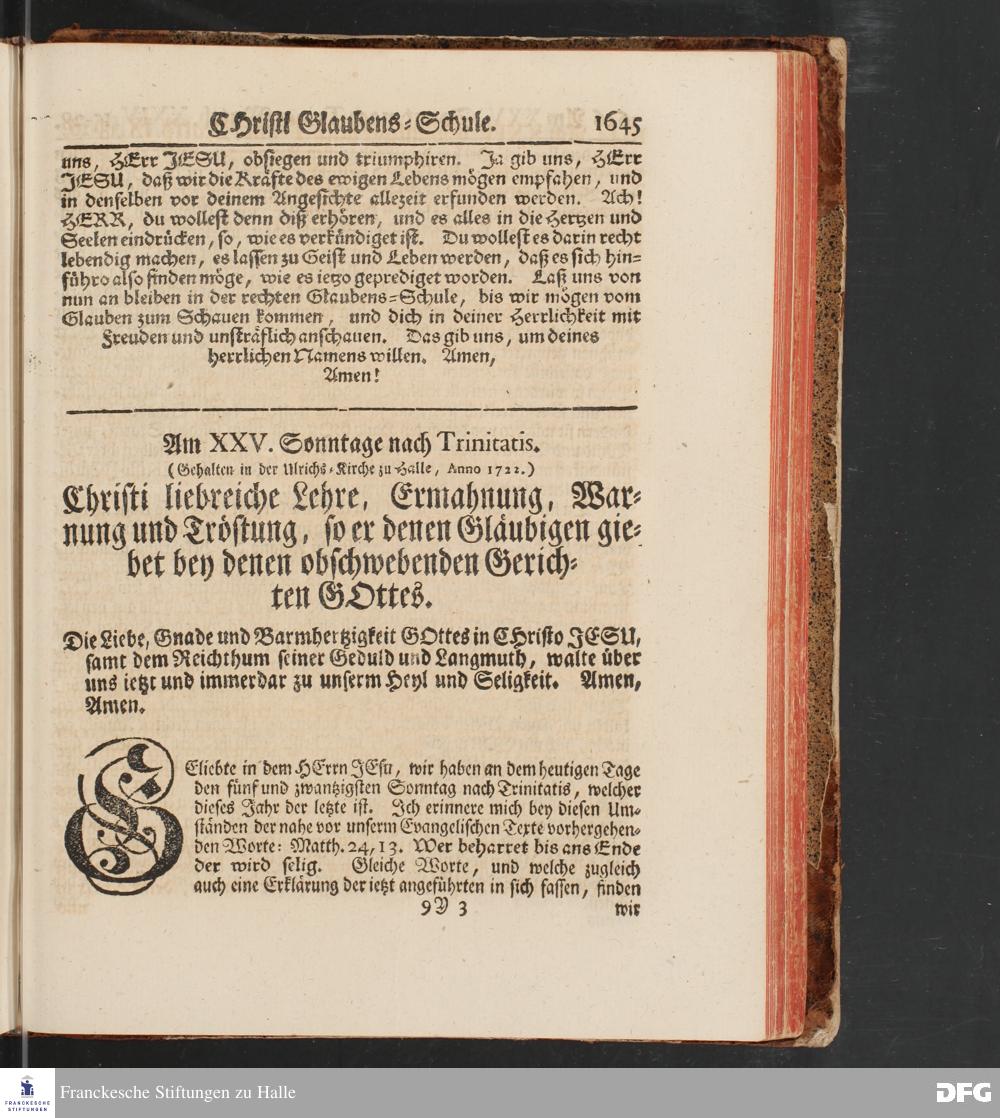 CHristi Glaubens-Schule. 1645
uns, HErr JESU, obsiegen und triumphiren. Ja gib uns, HErr
JESU, daß wir die Kräfte des ewigen Lebens mögen empfahen, und
in denselben vor deinem Angesichte allezeit erfunden werden. Ach!
HERR, du wollest denn diß erhören, und es alles in die Hertzen und
Seelen eindrücken, so, wie es verkündiget ist. Du wollest es darin recht
lebendig machen, es lassen zu Geist und Leben werden, daß es sich hin-
führo also finden möge, wie es ietzo geprediget worden. Laß uns von
nun an bleiben in der rechten Glaubens-Schule, bis wir mögen vom
Glauben zum Schauen kommen, und dich in deiner Herrlichkeit mit
Freuden und unsträflich anschauen. Das gib uns, um deines
herrlichen Namens willen. Amen,
Amen!
Am XXV. Sonntage nach Trinitatis.
(Gehalten in der Ulrichs-Kirche zu Halle, Anno 1722.)
Christi liebreiche Lehre, Ermahnung, War-
nung und Tröstung, so er denen Gläubigen gie-
bet bey denen obschwebenden Gerich-
ten GOttes.
Die Liebe, Gnade und Barmhertzigkeit GOttes in CHristo JESU,
samt dem Reichthum seiner Geduld und Langmuth, walte über
uns ietzt und immerdar zu unserm Heyl und Seligkeit. Amen,
Amen.
GEliebte in dem HErrn JEsu, wir haben an dem heutigen Tage
den fünf und zwantzigsten Sonntag nach Trinitatis, welcher
dieses Jahr der letzte ist. Ich erinnere mich bey diesen Um-
ständen der nahe vor unserm Evangelischen Texte vorhergehen-
den Worte: Matth. 24, 13. Wer beharret bis ans Ende
der wird selig. Gleiche Worte, und welche zugleich
auch eine Erklärung der ietzt angeführten in sich fassen, finden
9Y 3 wir
FRANCKESCHE
STIFTUNGEN
Franckesche Stiftungen zu Halle
DFG